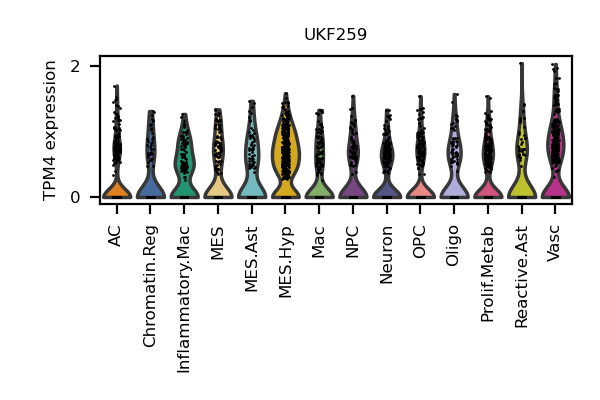 UKF259
TPM4 expression
2
0
AC
Chromatin.Reg
Inflammatory.Mac
MES
MES.Ast
MES.Hyp
Mac
NPC
Neuron
OPC
Oligo
Prolif.Metab
Reactive.Ast
Vasc